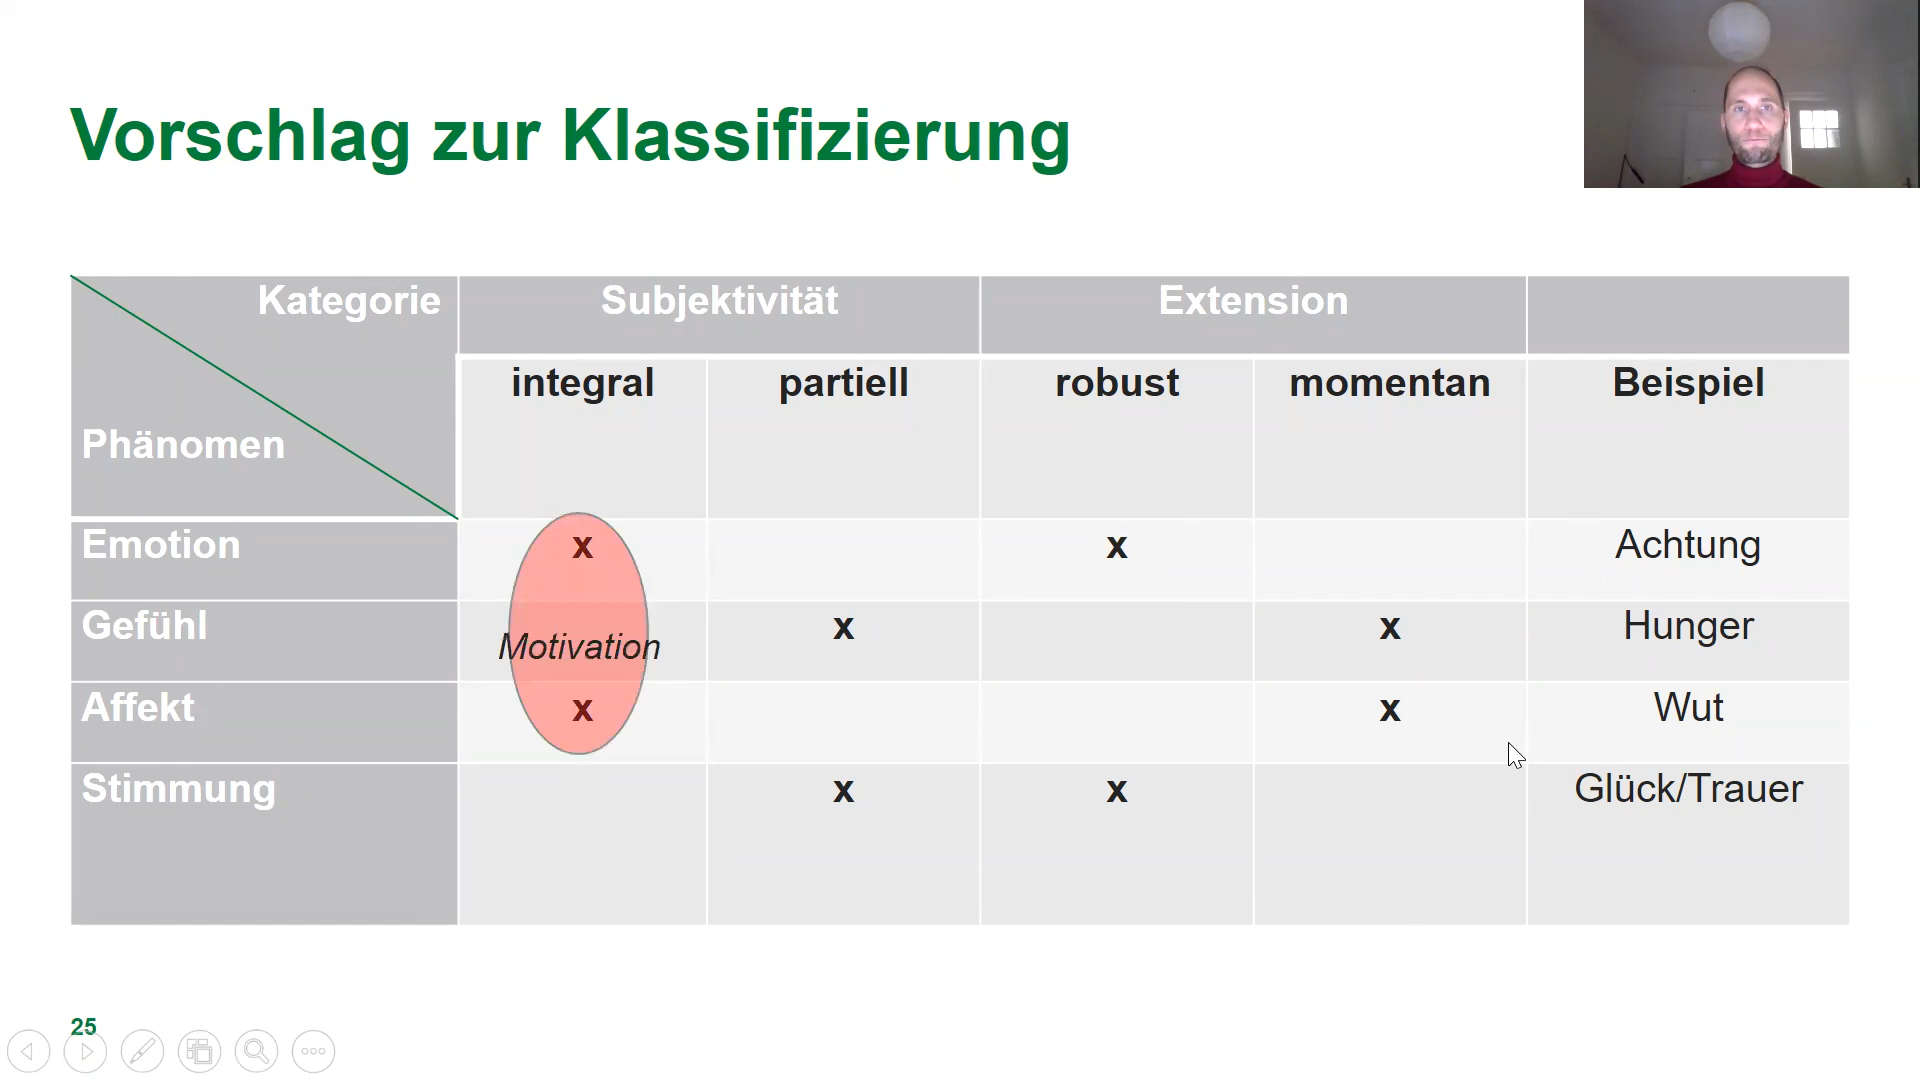 Vorschlag zur Klassifizierung
Kategorie Subjektivität Extension
Phänomen integral partiell robust momentan Beispiel
Emotion x x Achtung
Gefühl x x Hunger
Motivation
Affekt x x Wut
Stimmung x x Glück/Trauer
25